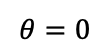 θ = 0